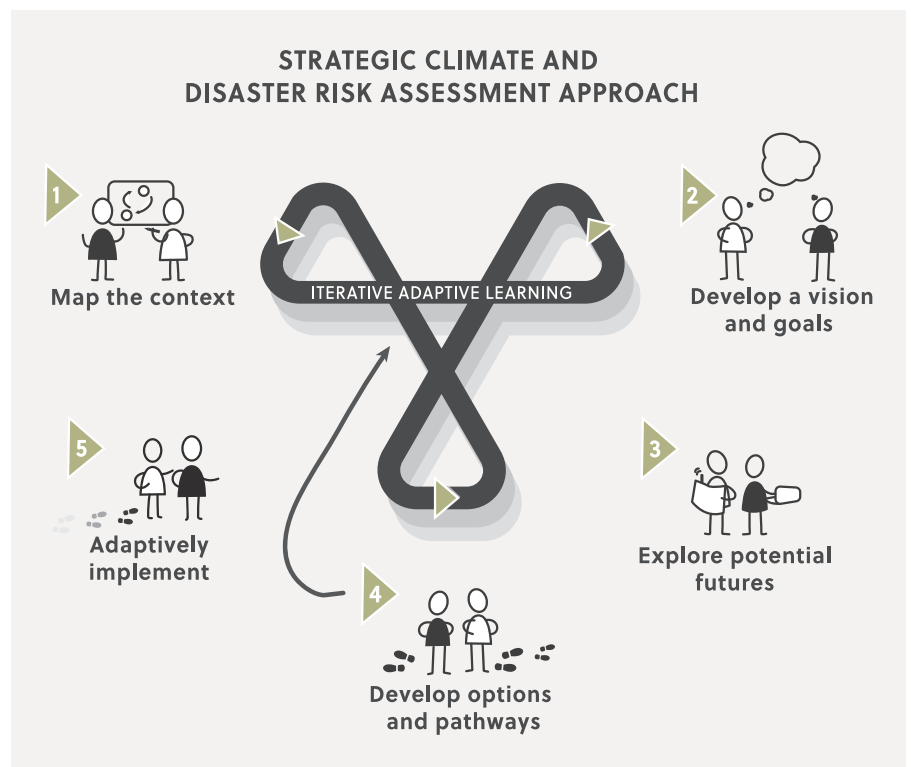 STRATEGIC CLIMATE AND
DISASTER RISK ASSESSMENT APPROACH
1
Map the context
2
Develop a vision
and goals
ITERATIVE ADAPTIVE LEARNING
3
Explore potential
futures
4
Develop options
and pathways
5
Adaptively
implement